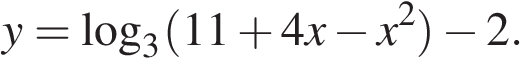 y = log₃(11 + 4x − x²) − 2.